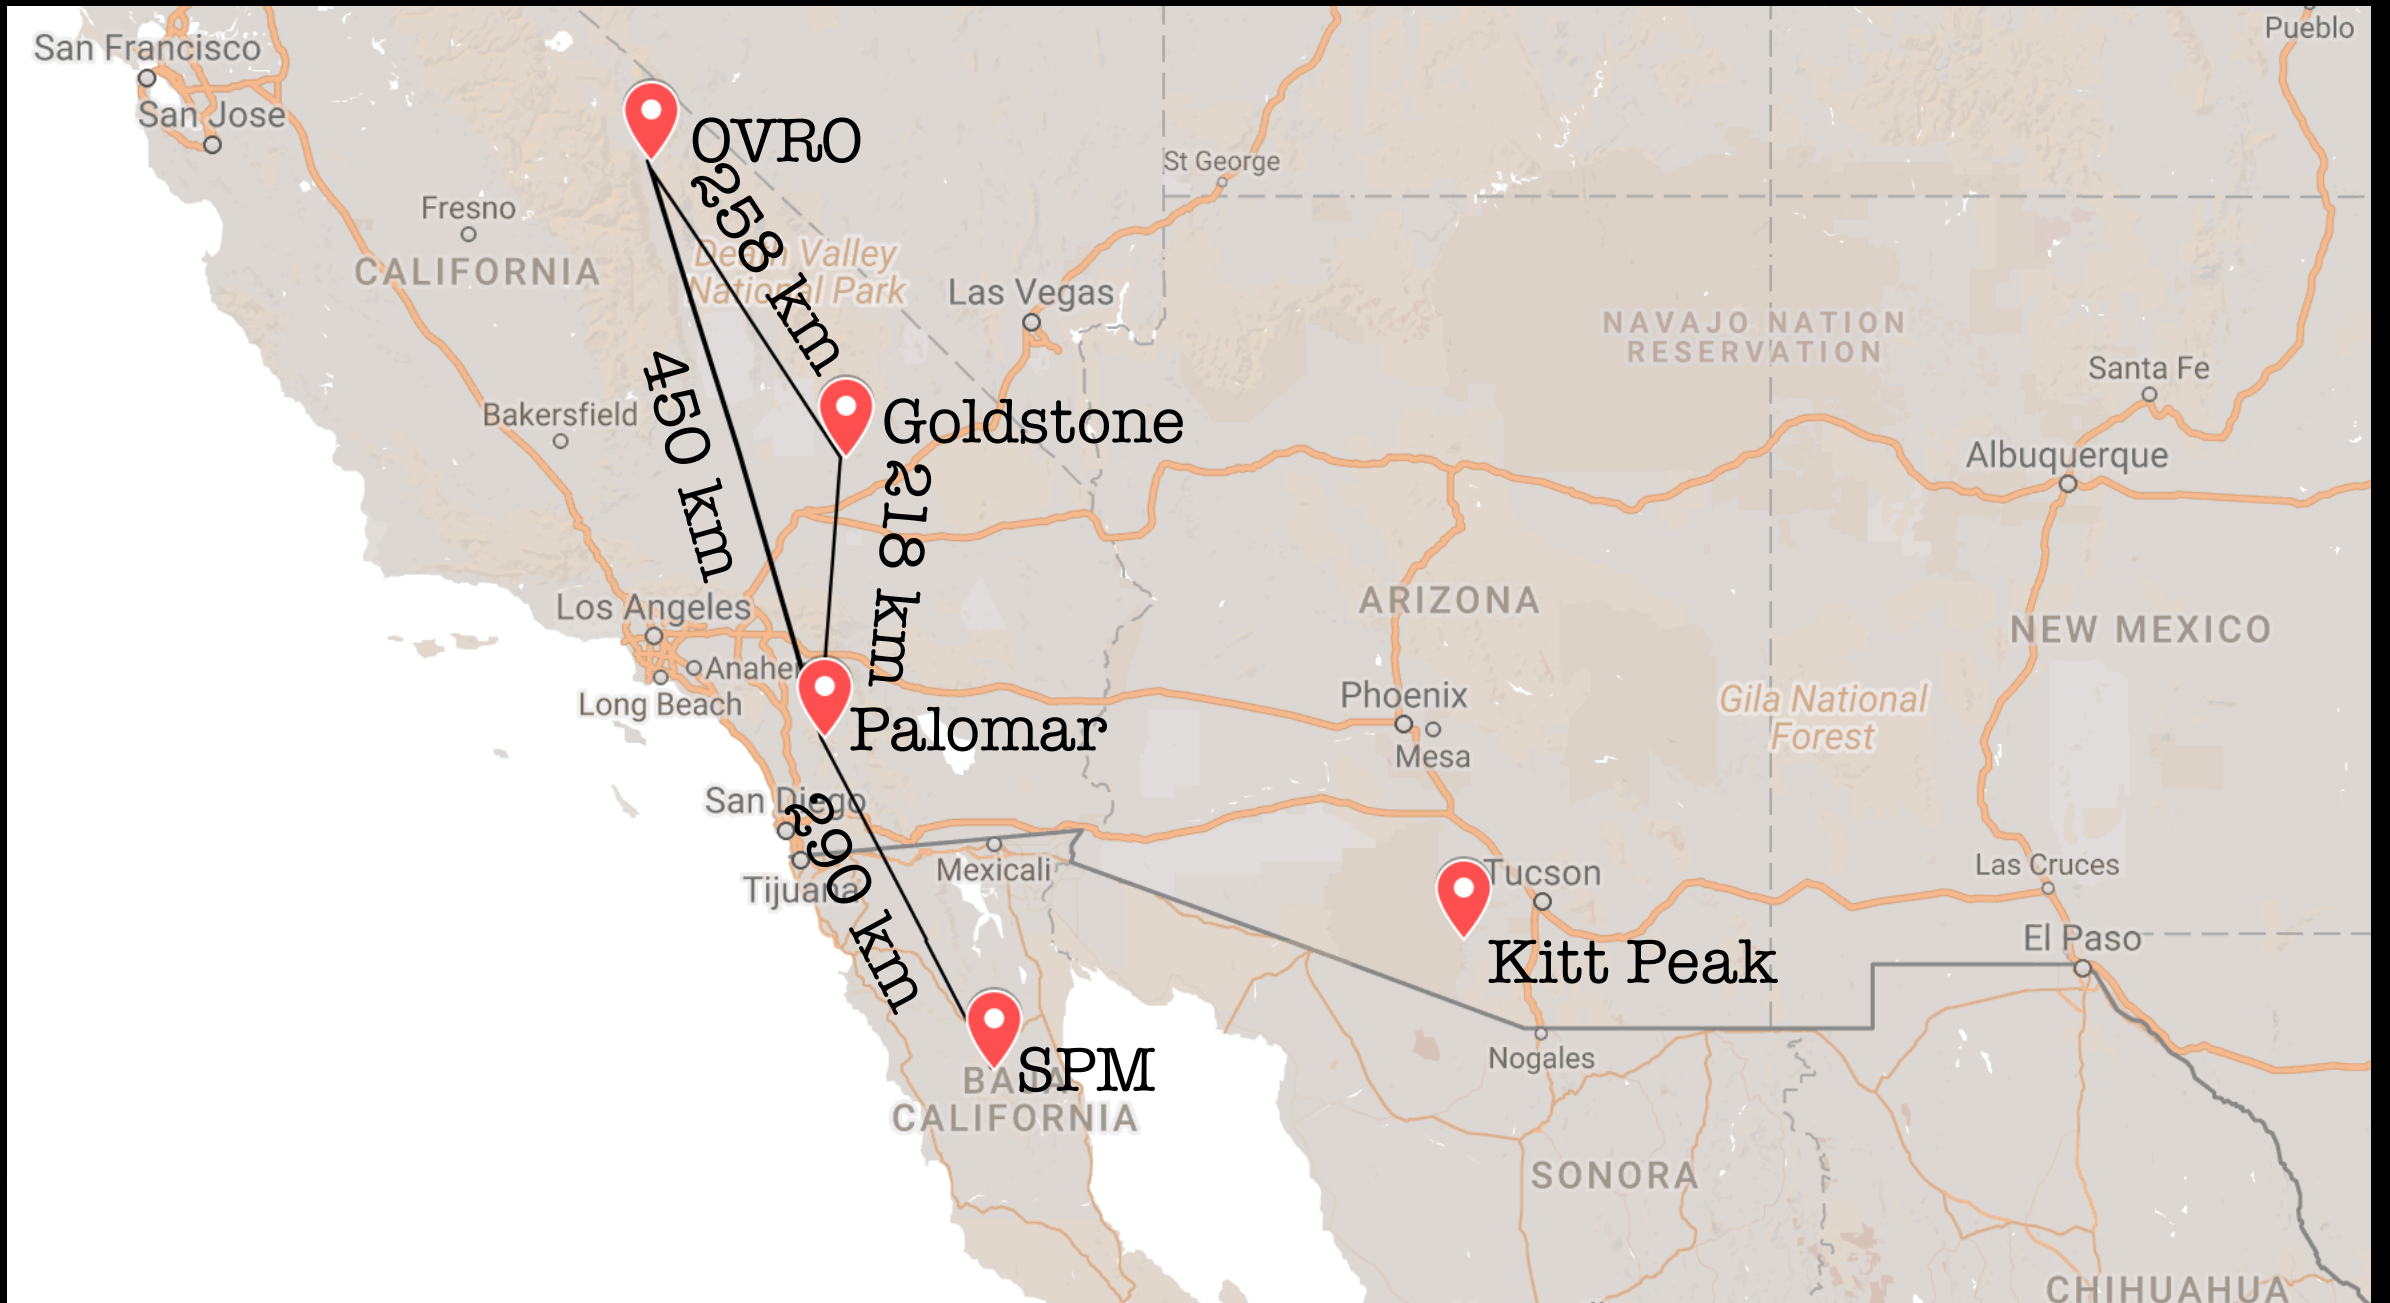 Pueblo
San Francisco
San Jose
OVRO
St George
258 km
Fresno
Death Valley
National Park
CALIFORNIA
Las Vegas
NAVAJO NATION
RESERVATION
Santa Fe
450 km
Bakersfield
Goldstone
Albuquerque
218 km
Los Angeles
ARIZONA
NEW MEXICO
Long Beach
Palomar
Phoenix
Mesa
Gila National
Forest
San Diego
290 km
Tijuana
Mexicali
Tucson
Las Cruces
Kitt Peak
El Paso
SPM
Nogales
BAJA
CALIFORNIA
SONORA
CHIHUAHUA